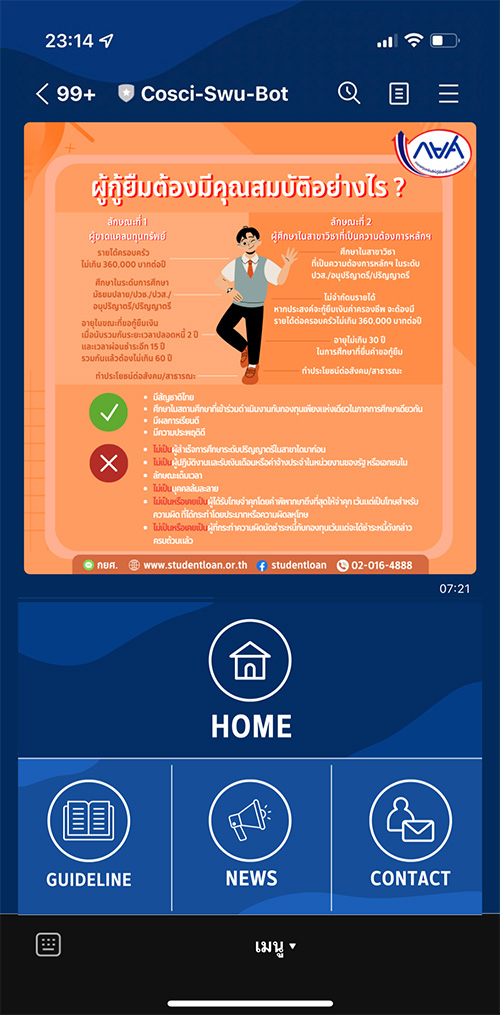 23:14
99+ Cosci-Swu-Bot
กยศ
ผู้กู้ยืมต้องมีคุณสมบัติอย่างไร ?
ลักษณะที่ 1
ผู้ขาดแคลนทุนทรัพย์
รายได้ครอบครัว
ไม่เกิน 360,000 บาทต่อปี
ศึกษาในระดับการศึกษา
มัธยมปลาย/ปวช./ปวส./
อนุปริญญาตรี/ปริญญาตรี
อายุในขณะที่ขอกู้ยืมเงิน
เมื่อนับรวมกับระยะเวลาปลอดหนี้ 2 ปี
และเวลาผ่อนชำระอีก 15 ปี
รวมกันแล้วต้องไม่เกิน 60 ปี
ทำประโยชน์ต่อสังคม/สาธารณะ
ลักษณะที่ 2
ผู้ศึกษาในสาขาวิชาที่เป็นความต้องการหลักฯ
ศึกษาในสาขาวิชา
ที่เป็นความต้องการหลักฯ ในระดับ
ปวส./อนุปริญญาตรี/ปริญญาตรี
ไม่จำกัดรายได้
หากประสงค์จะกู้ยืมเงินค่าครองชีพ จะต้องมี
รายได้ต่อครอบครัวไม่เกิน 360,000 บาทต่อปี
อายุไม่เกิน 30 ปี
ในการศึกษาที่ยื่นคำขอกู้ยืม
ทำประโยชน์ต่อสังคม/สาธารณะ
• มีสัญชาติไทย
• ศึกษาในสถานศึกษาที่เข้าร่วมดำเนินงานกับกองทุนเพียงแห่งเดียวในภาคการศึกษาเดียวกัน
• มีผลการเรียนดี
• มีความประพฤติดี
• ไม่เป็นผู้สำเร็จการศึกษาระดับปริญญาตรีในสาขาใดมาก่อน
• ไม่เป็นผู้ปฏิบัติงานและรับเงินเดือนหรือค่าจ้างประจำในหน่วยงานของรัฐ หรือเอกชนใน
ลักษณะเต็มเวลา
• ไม่เป็นบุคคลล้มละลาย
• ไม่เป็นหรือเคยเป็นผู้ได้รับโทษจำคุกโดยคำพิพากษาถึงที่สุดให้จำคุก เว้นแต่เป็นโทษสำหรับ
ความผิด ที่ได้กระทำโดยประมาทหรือความผิดลหุโทษ
• ไม่เป็นหรือเคยเป็นผู้ที่กระทำความผิดนัดชำระหนี้กับกองทุนเว้นแต่จะได้ชำระหนี้ดังกล่าว
ครบถ้วนแล้ว
กยศ. www.studentloan.or.th studentloan 02-016-4888
07:21
HOME
GUIDELINE NEWS CONTACT
เมนู ▾